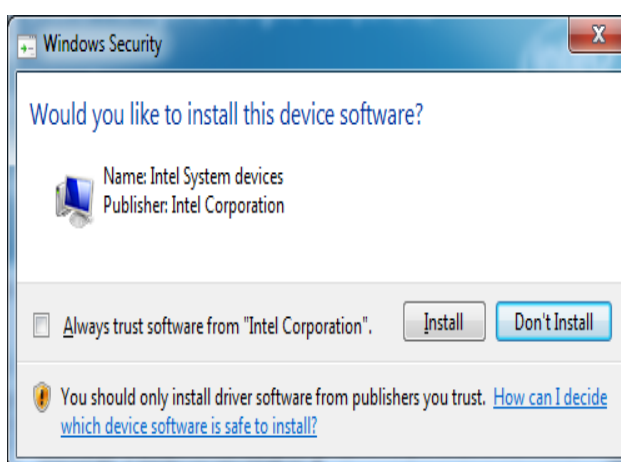 Windows Security
X
Would you like to install this device software?
Name: Intel System devices
Publisher: Intel Corporation
Always trust software from "Intel Corporation".
Install
Don't Install
You should only install driver software from publishers you trust. How can I decide
which device software is safe to install?